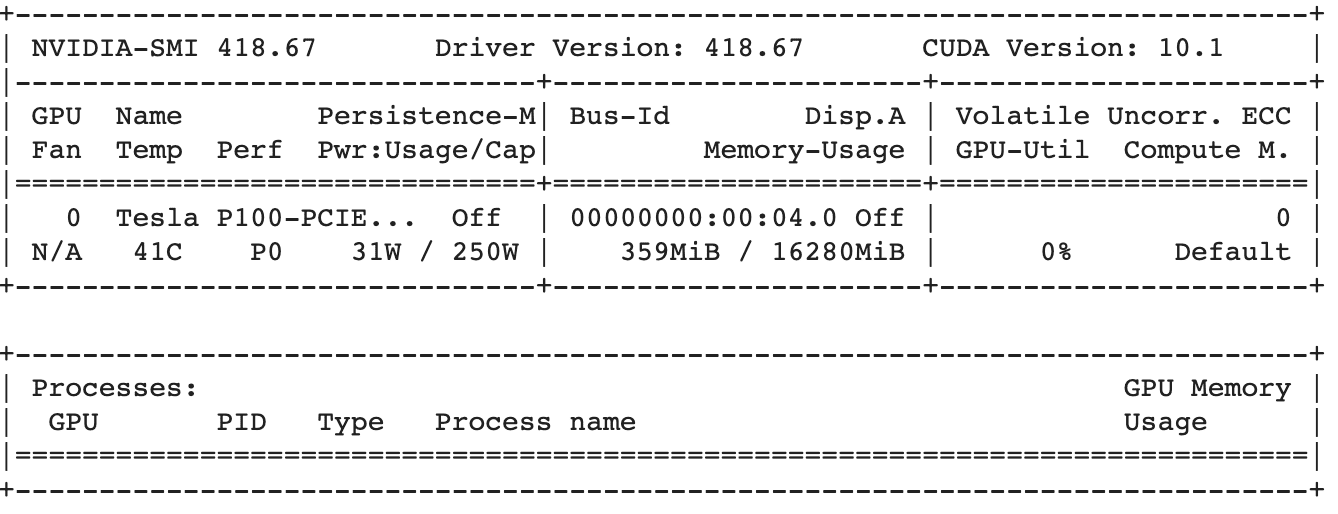 +-----------------------------------------------------------------------------+
| NVIDIA-SMI 418.67       Driver Version: 418.67       CUDA Version: 10.1     |
|-------------------------------+----------------------+----------------------+
| GPU  Name        Persistence-M| Bus-Id        Disp.A | Volatile Uncorr. ECC |
| Fan  Temp  Perf  Pwr:Usage/Cap|         Memory-Usage | GPU-Util  Compute M. |
|===============================+======================+======================|
|   0  Tesla P100-PCIE...  Off  | 00000000:00:04.0 Off |                    0 |
| N/A   41C    P0    31W / 250W |    359MiB / 16280MiB |      0%      Default |
+-------------------------------+----------------------+----------------------+

+-----------------------------------------------------------------------------+
| Processes:                                                       GPU Memory |
|  GPU       PID   Type   Process name                             Usage      |
|=============================================================================|
+-----------------------------------------------------------------------------+